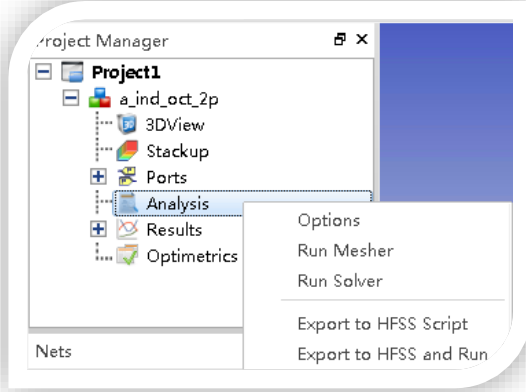 Project Manager
Project1
a_ind_oct_2p
3DView
Stackup
Ports
Analysis
Results
Optimetrics
Nets
Options
Run Mesher
Run Solver
Export to HFSS Script
Export to HFSS and Run